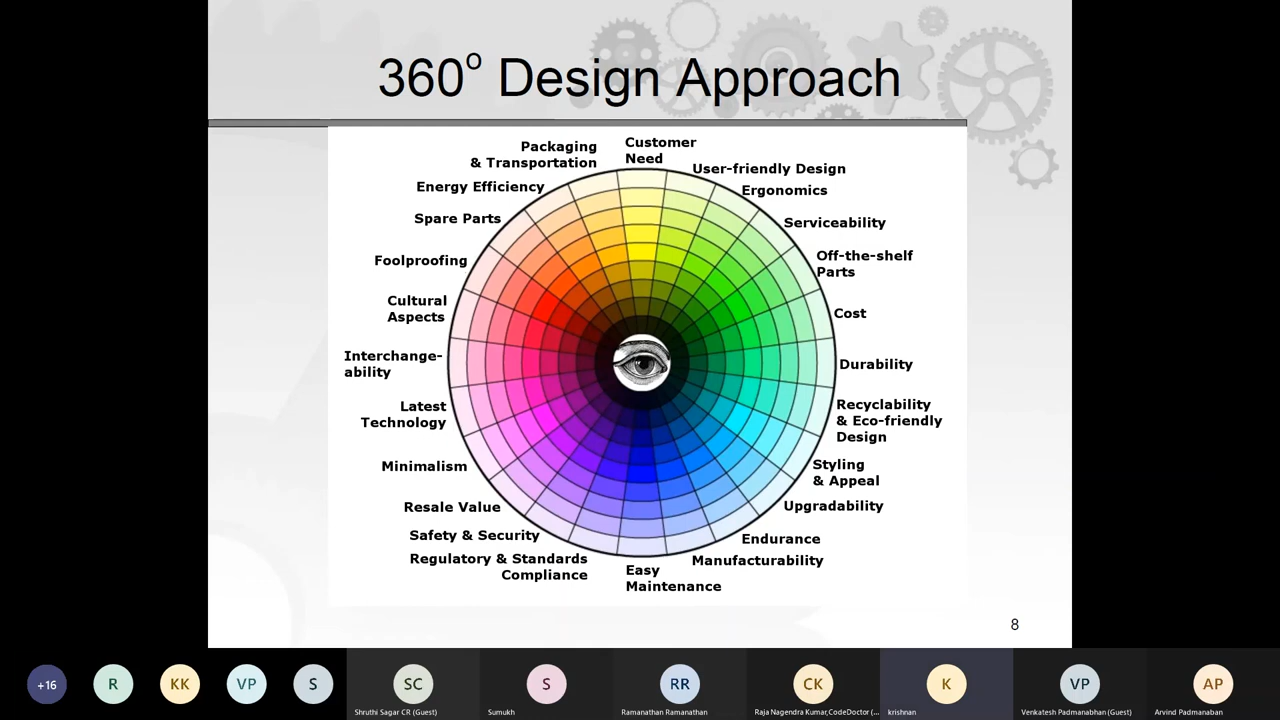 360° Design Approach
Customer
Need
User-friendly Design
Ergonomics
Serviceability
Off-the-shelf
Parts
Cost
Durability
Recyclability
& Eco-friendly
Design
Styling
& Appeal
Upgradability
Endurance
Manufacturability
Easy
Maintenance
Regulatory & Standards
Compliance
Safety & Security
Resale Value
Minimalism
Latest
Technology
Interchange-
ability
Cultural
Aspects
Foolproofing
Spare Parts
Energy Efficiency
Packaging
& Transportation
8
+16
R
KK
VP
S
SC
Shruthi Sagar CR (Guest)
S
Sumukh
RR
Ramanathan Ramanathan
CK
Raja Nagendra Kumar,CodeDoctor (...
K
krishnan
VP
Venkatesh Padmanabhan (Guest)
AP
Arvind Padmanaban